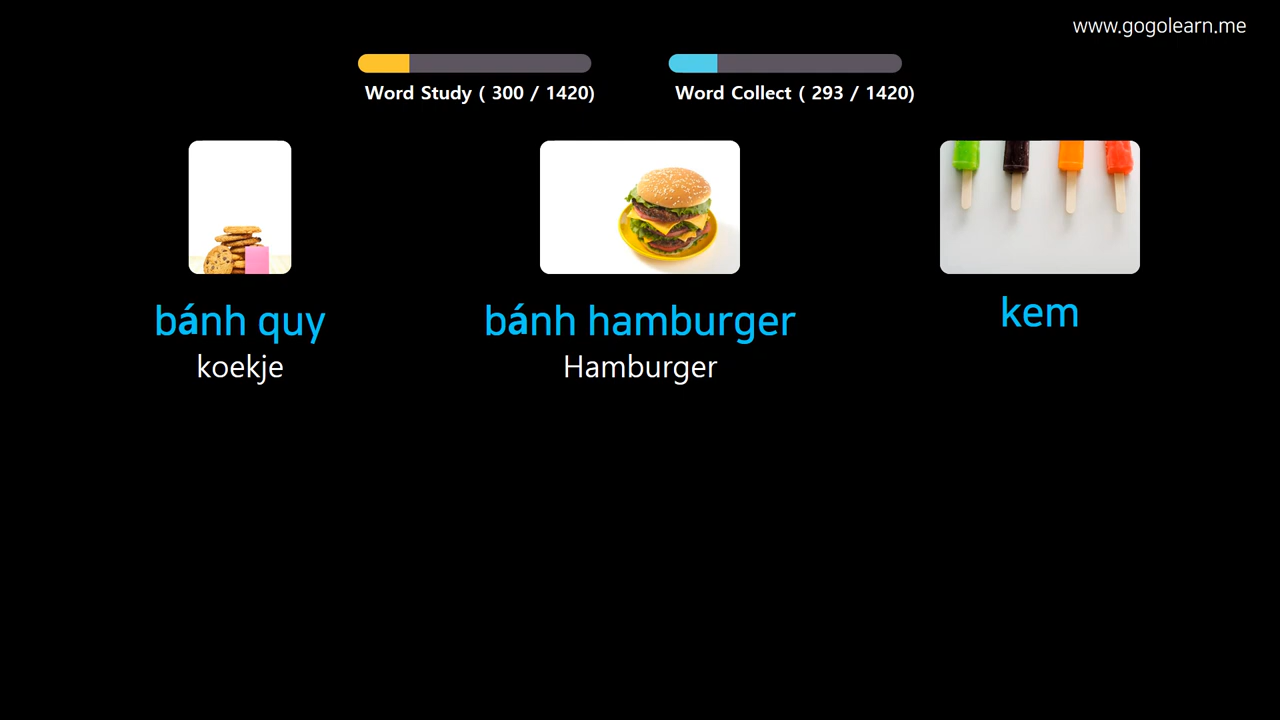 www.gogolearn.me
Word Study ( 300 / 1420)
Word Collect ( 293 / 1420)
bánh quy
koekje
bánh hamburger
Hamburger
kem